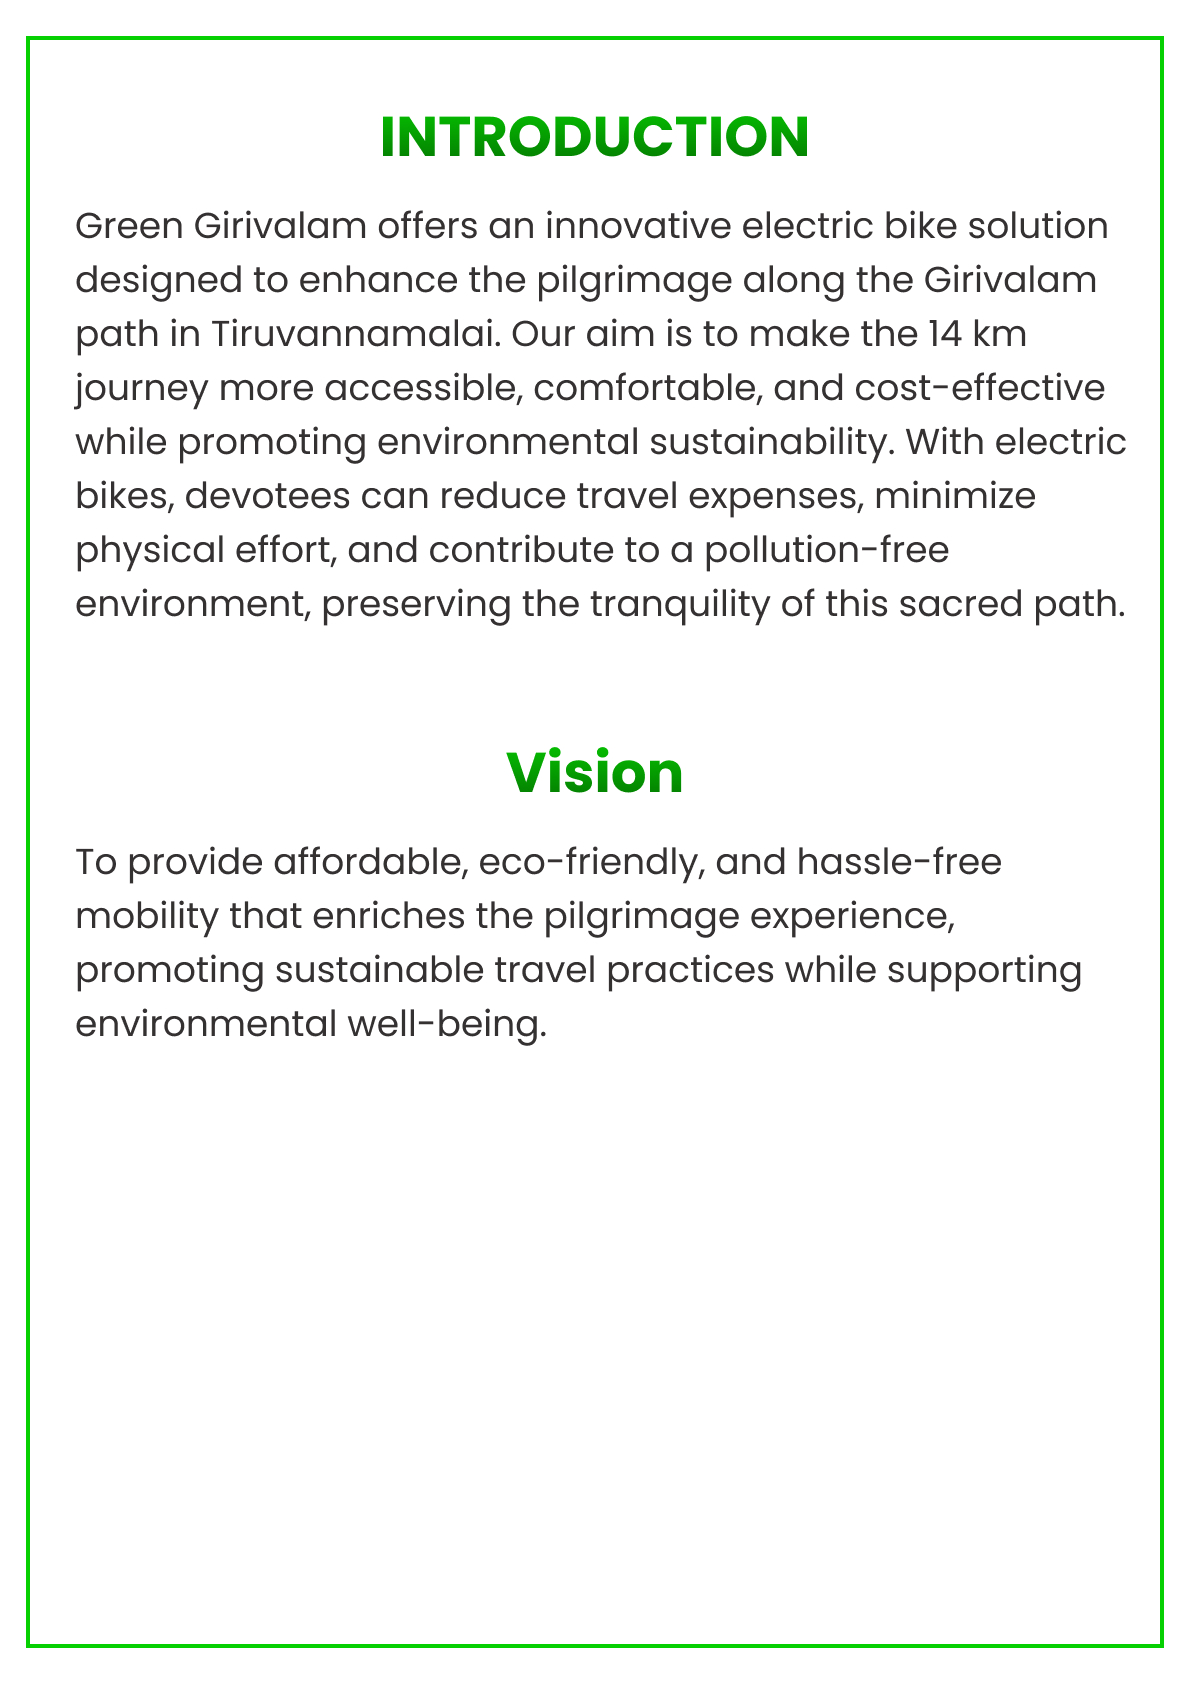 INTRODUCTION
Green Girivalam offers an innovative electric bike solution
designed to enhance the pilgrimage along the Girivalam
path in Tiruvannamalai. Our aim is to make the 14 km
journey more accessible, comfortable, and cost-effective
while promoting environmental sustainability. With electric
bikes, devotees can reduce travel expenses, minimize
physical effort, and contribute to a pollution-free
environment, preserving the tranquility of this sacred path.
Vision
To provide affordable, eco-friendly, and hassle-free
mobility that enriches the pilgrimage experience,
promoting sustainable travel practices while supporting
environmental well-being.